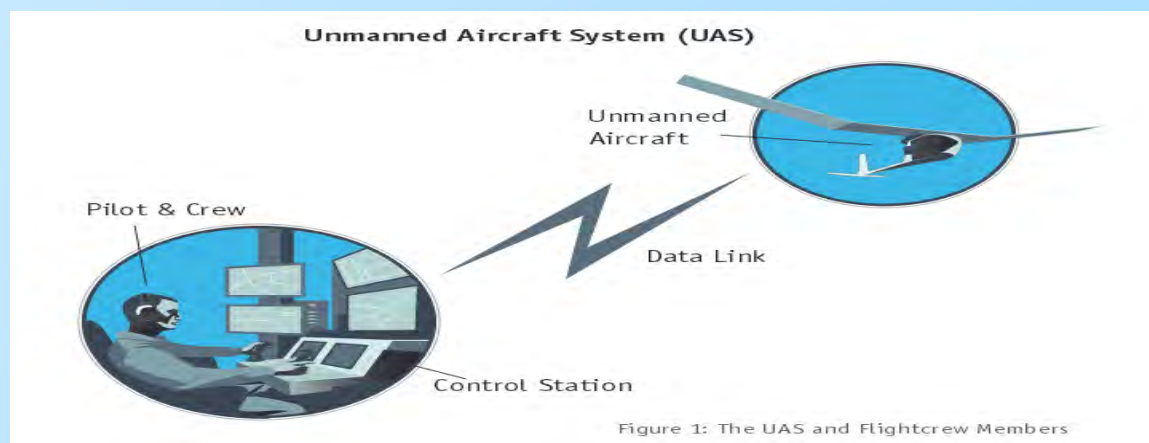 Unmanned Aircraft System (UAS)
Unmanned
Aircraft
Pilot & Crew
Data Link
Control Station
Figure 1: The UAS and Flightcrew Members